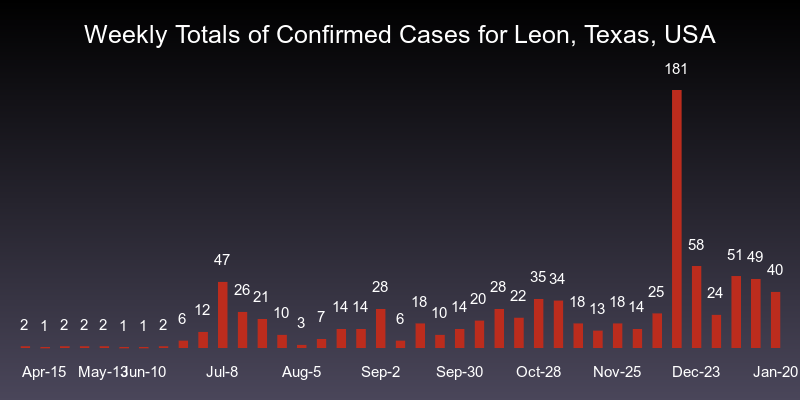 Weekly Totals of Confirmed Cases for Leon, Texas, USA
181
58
51 49
47
40
35 34
28 28
26 25 24
21 22
20
18 18 18
14 14 14 14
12 13
10 10
6 7 6
2 1 2 2 2 1 1 2 3
Apr-15 May-13 Jun-10 Jul-8 Aug-5 Sep-2 Sep-30 Oct-28 Nov-25 Dec-23 Jan-20